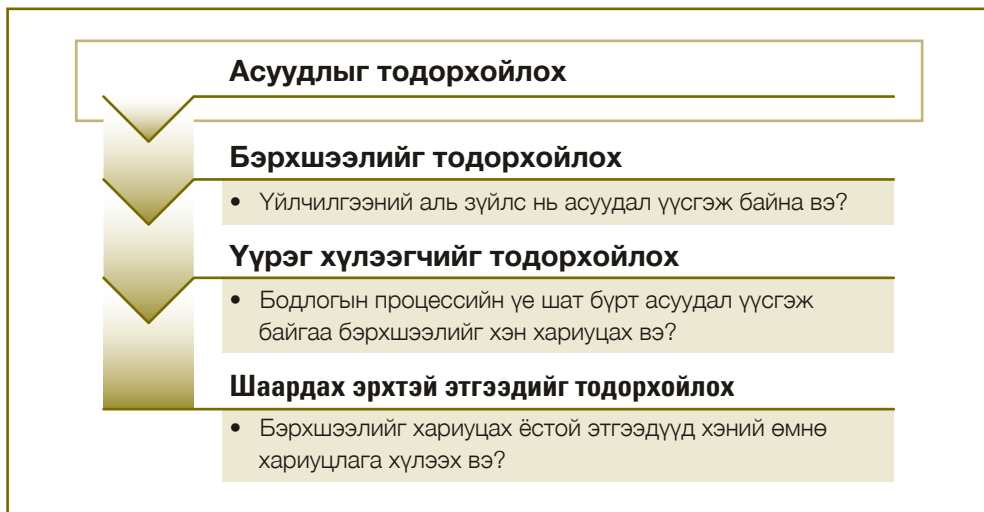 Асуудлыг тодорхойлох
Бэрхшээлийг тодорхойлох
• Үйлчилгээний аль зүйлс нь асуудал үүсгэж байна вэ?
Үүрэг хүлээгчийг тодорхойлох
• Бодлогын процессийн үе шат бүрт асуудал үүсгэж
байгаа бэрхшээлийг хэн хариуцах вэ?
Шаардах эрхтэй этгээдийг тодорхойлох
• Бэрхшээлийг хариуцах ёстой этгээдүүд хэний өмнө
хариуцлага хүлээх вэ?